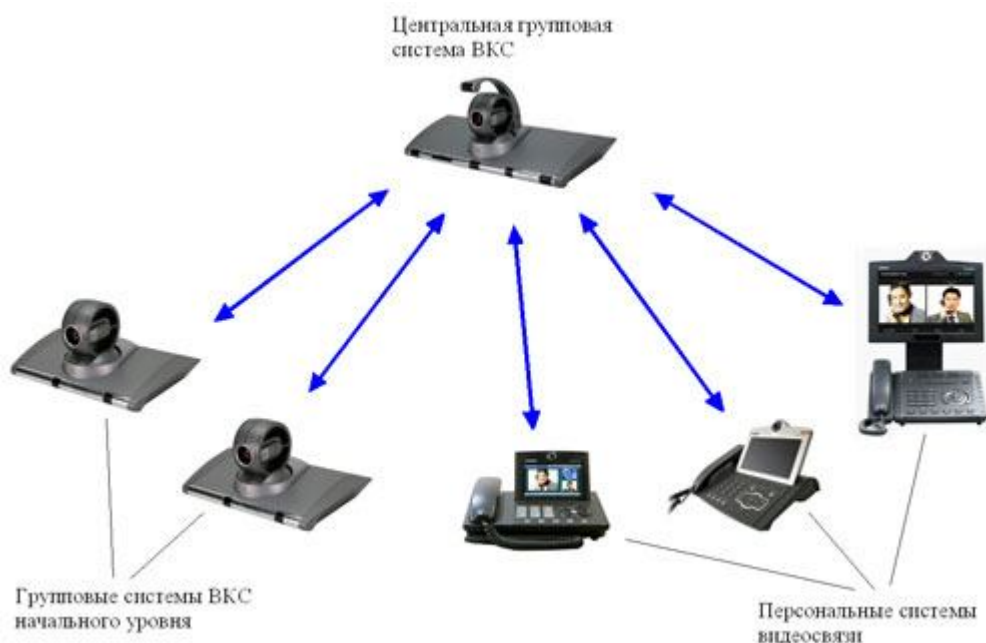 Центральная групповая
система ВКС
Групповые системы ВКС
начального уровня
Персональные системы
видеосвязи